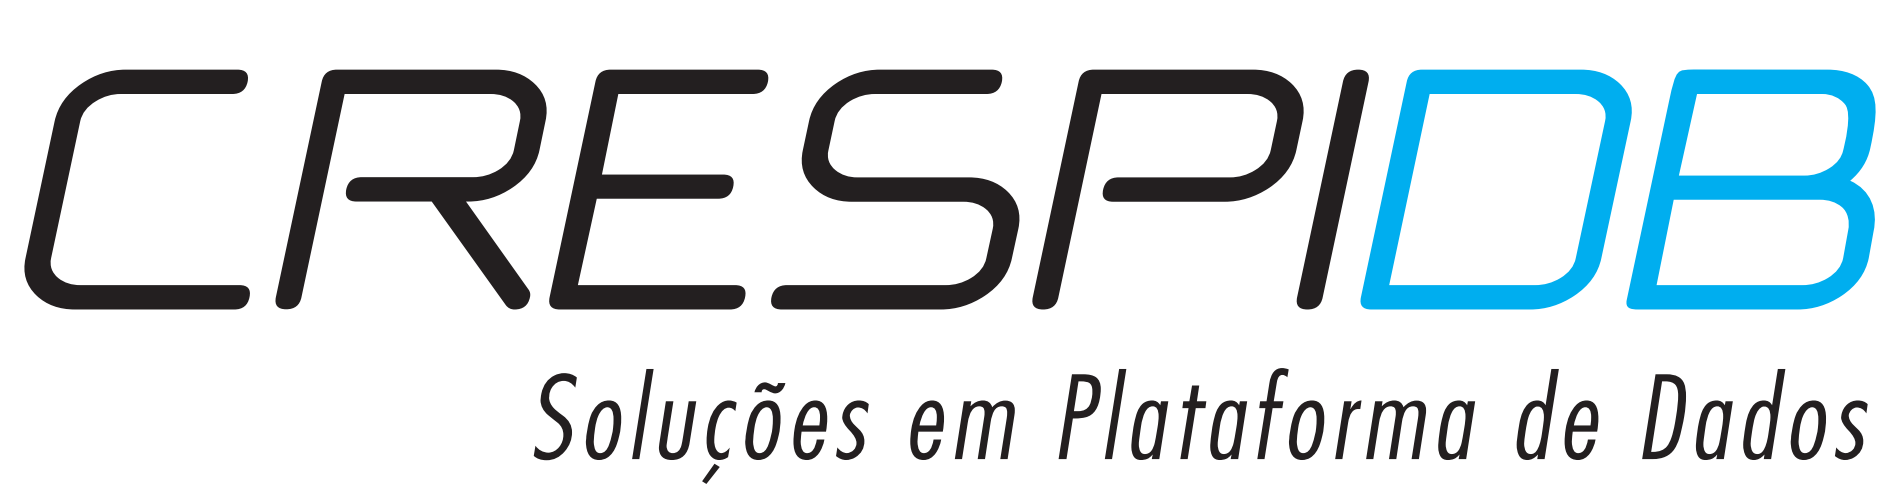 CRESPIDB
Soluções em Plataforma de Dados